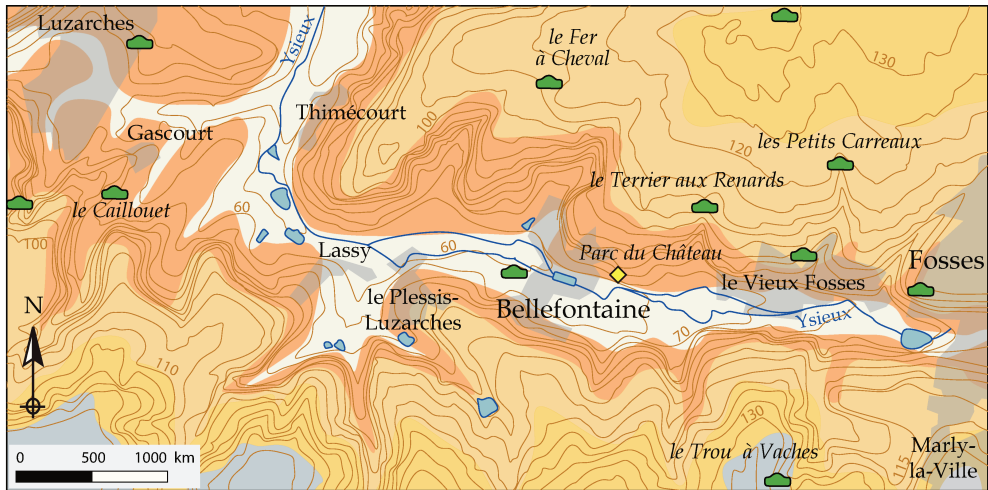 Luzarches
Ysieux
le Fer
à Cheval
130
Thimécourt
100
Gascourt
120
les Petits Carreaux
le Terrier aux Renards
le Caillouet
60
100
Lassy
60
Parc du Château
Fosses
le Vieux Fosses
N
le Plessis-
Luzarches
Bellefontaine
Ysieux
70
110
130
le Trou à Vaches
115
Marly-
la-Ville
0 500 1000 km